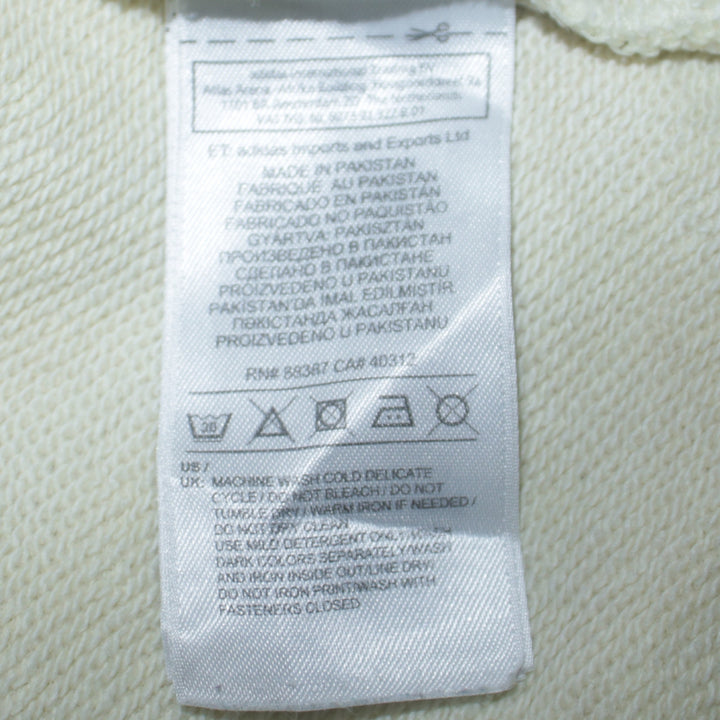 adidas International Trading BV
Atlas Arena, Afrika Building,
1101 BA Amsterdam ZO, The Netherlands
ET: adidas Imports and Exports Ltd
MADE IN PAKISTAN
FABRIQUÉ AU PAKISTAN
FABRICADO EN PAKISTÁN
FABRICADO NO PAQUISTÃO
GYÁRTVA: PAKISZTÁN
ПРОИЗВЕДЕНО В ПАКИСТАН
СДЕЛАНО В ПАКИСТАНЕ
PROIZVEDENO U PAKISTANU
PAKİSTAN'DA İMAL EDİLMİSTİR
ПӘКІСТАНДА ЖАСАЛҒАН
PROIZVEDENO U PAKISTANU
RN# 88387 CA# 40312
30
US /
UK: MACHINE WASH COLD DELICATE
CYCLE / DO NOT BLEACH / DO NOT
TUMBLE DRY / WARM IRON IF NEEDED /
DO NOT DRY CLEAN
USE MILD DETERGENT ONLY/WASH
DARK COLORS SEPARATELY/WASH
AND IRON INSIDE OUT/LINE DRY/
DO NOT IRON PRINT/WASH WITH
FASTENERS CLOSED